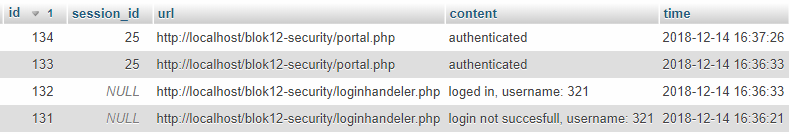 id 1 session_id url content time
134 25 http://localhost/blok12-security/portal.php authenticated 2018-12-14 16:37:26
133 25 http://localhost/blok12-security/portal.php authenticated 2018-12-14 16:36:33
132 NULL http://localhost/blok12-security/loginhandeler.php loged in, username: 321 2018-12-14 16:36:33
131 NULL http://localhost/blok12-security/loginhandeler.php login not succesfull, username: 321 2018-12-14 16:36:21